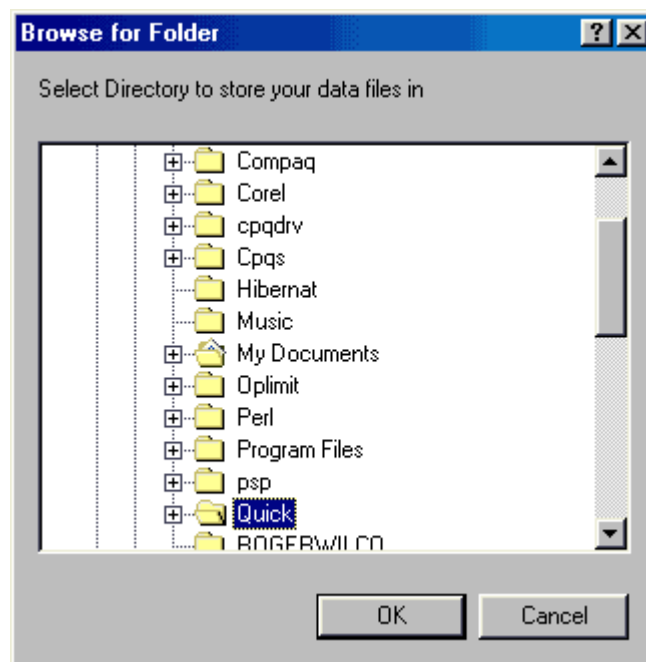 Browse for Folder
Select Directory to store your data files in
Compaq
Corel
cpqdrv
Cpqs
Hibernat
Music
My Documents
Oplimit
Perl
Program Files
psp
Quick
ROGERWILCO
OK
Cancel